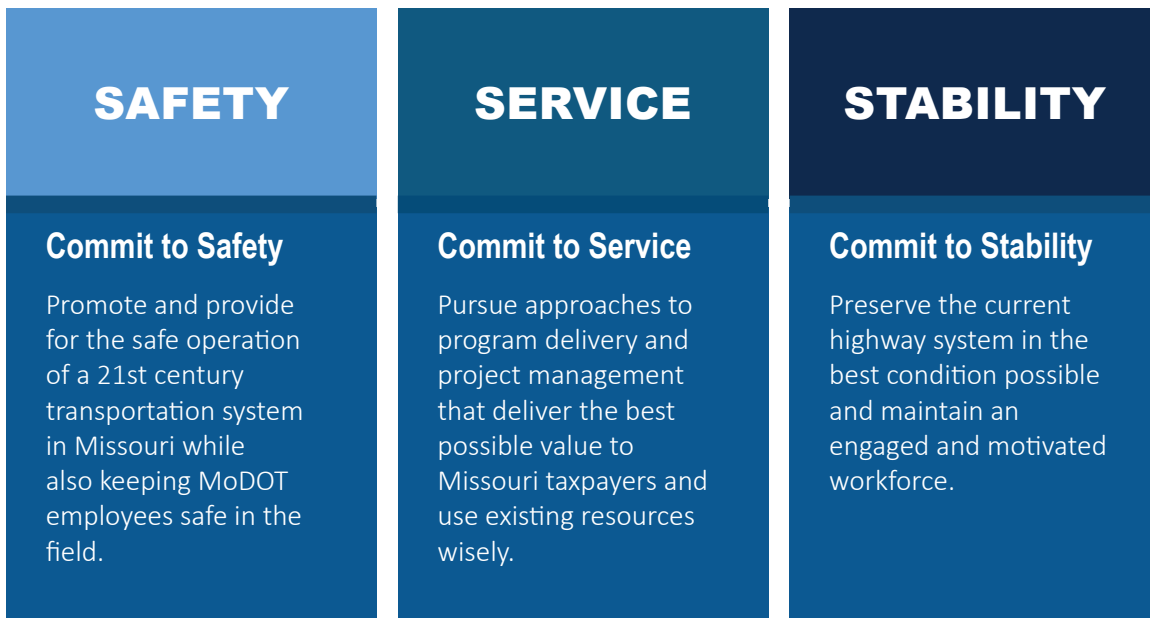 SAFETY
Commit to Safety
Promote and provide
for the safe operation
of a 21st century
transportation system
in Missouri while
also keeping MoDOT
employees safe in the
field.
SERVICE
Commit to Service
Pursue approaches to
program delivery and
project management
that deliver the best
possible value to
Missouri taxpayers and
use existing resources
wisely.
STABILITY
Commit to Stability
Preserve the current
highway system in the
best condition possible
and maintain an
engaged and motivated
workforce.